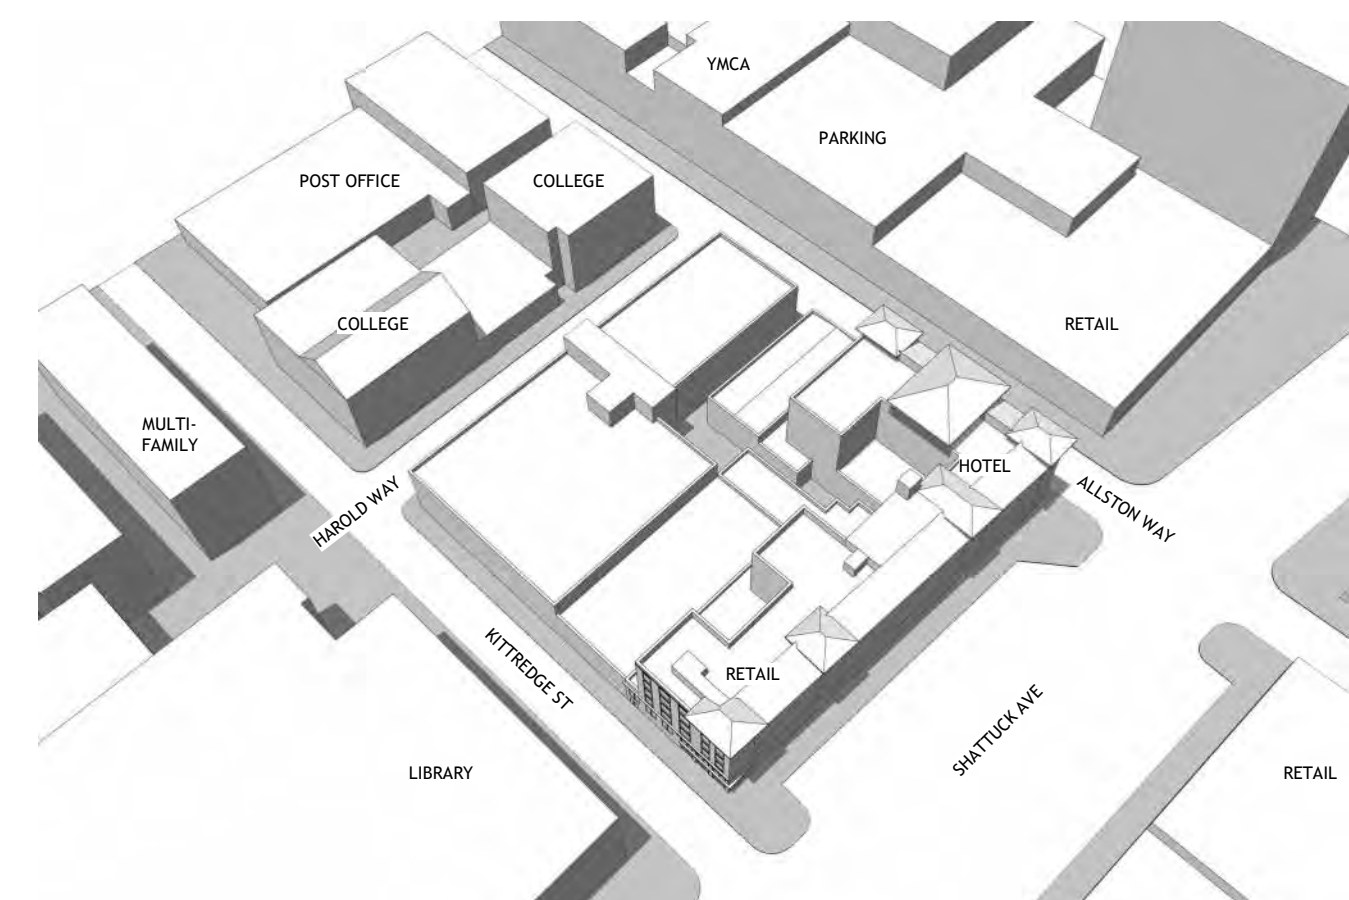 YMCA
PARKING
POST OFFICE
COLLEGE
COLLEGE
RETAIL
MULTI-
FAMILY
HOTEL
HAROLD WAY
ALLSTON WAY
KITTREDGE ST
RETAIL
SHATTUCK AVE
LIBRARY
RETAIL